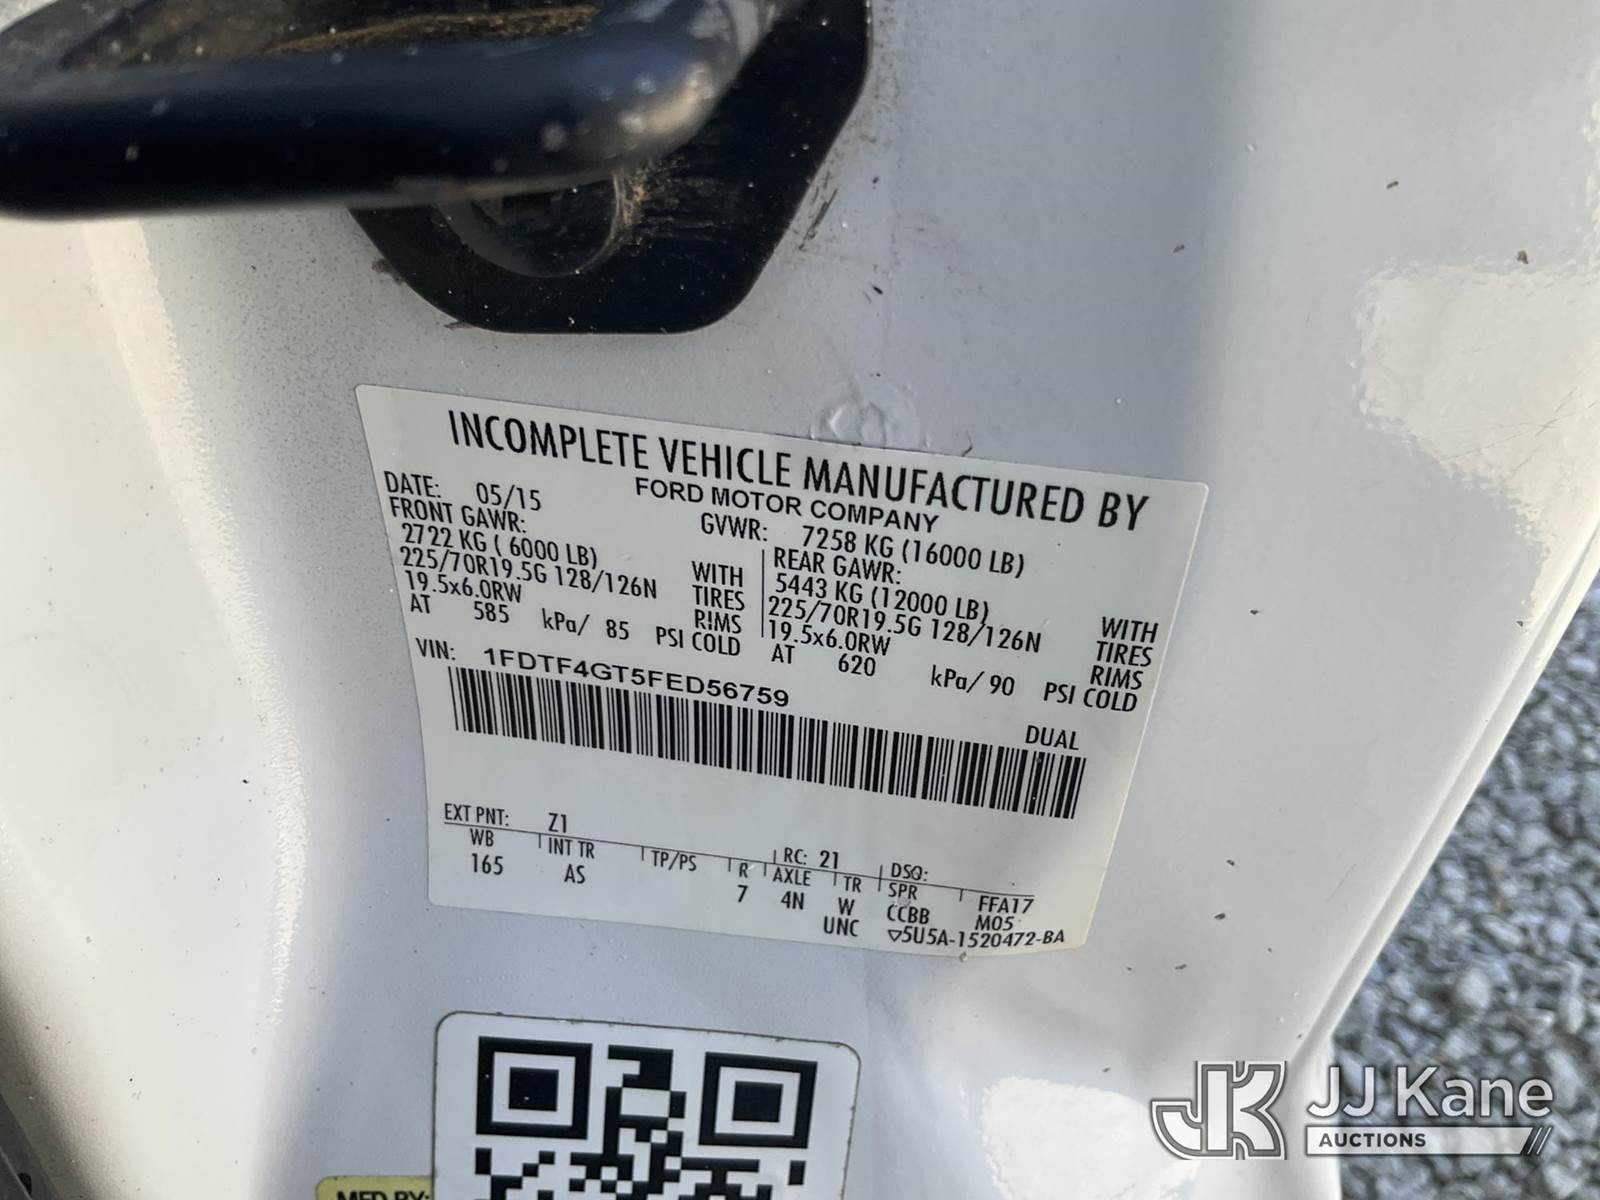 INCOMPLETE VEHICLE MANUFACTURED BY
FORD MOTOR COMPANY
DATE: 05/15 GVWR: 7258 KG (16000 LB)
FRONT GAWR: REAR GAWR:
2722 KG ( 6000 LB) WITH 5443 KG (12000 LB) WITH
225/70R19.5G 128/126N TIRES 225/70R19.5G 128/126N TIRES
19.5x6.0RW RIMS 19.5x6.0RW RIMS
AT 585 kPa/ 85 PSI COLD AT 620 kPa/ 90 PSI COLD
VIN: 1FDTF4GT5FED56759
DUAL
EXT PNT: Z1 RC: 21 DSO:
WB INT TR TP/PS R AXLE TR SPR FFA17
165 AS 7 4N W CCBB M05
UNC ▽5U5A-1520472-BA
MFD BY:
JK JJ Kane
AUCTIONS